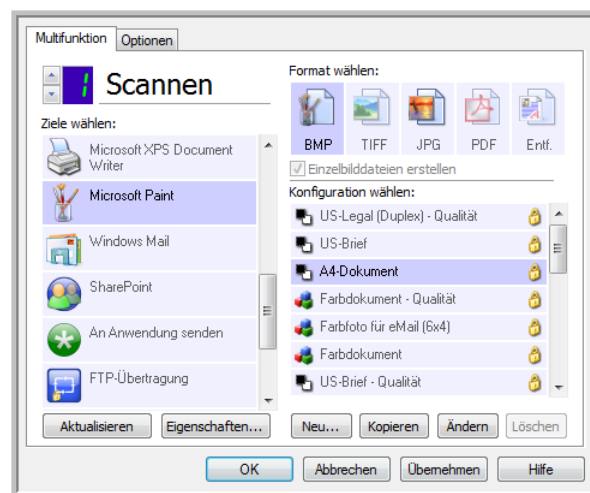 Multifunktion Optionen
1 Scannen
Ziele wählen:
Microsoft XPS Document
Writer
Microsoft Paint
Windows Mail
SharePoint
An Anwendung senden
FTP-Übertragung
Aktualisieren Eigenschaften...
Format wählen:
BMP TIFF JPG PDF Entf.
Einzelbilddateien erstellen
Konfiguration wählen:
US-Legal (Duplex) - Qualität
US-Brief
A4-Dokument
Farbdokument - Qualität
Farbfoto für eMail (6x4)
Farbdokument
US-Brief - Qualität
Neu... Kopieren Ändern Löschen
OK Abbrechen Übernehmen Hilfe